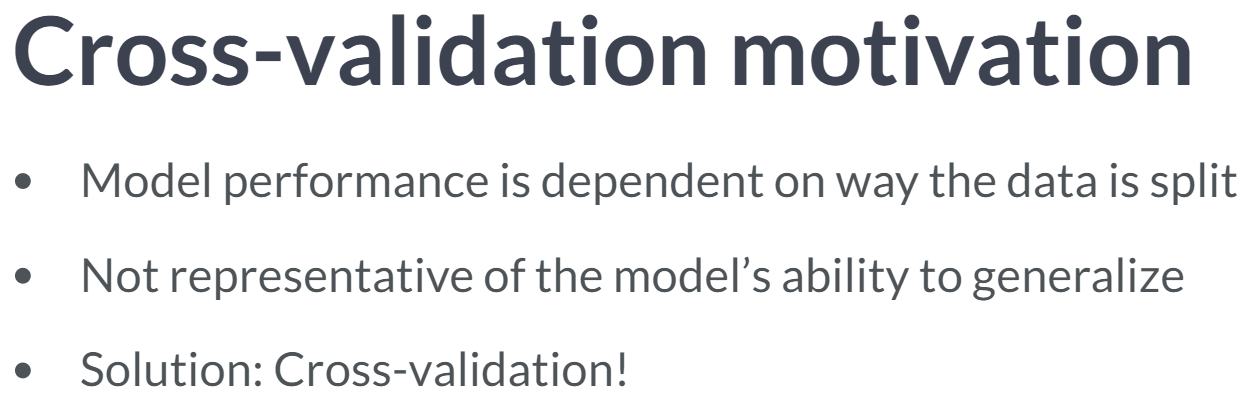 Cross-validation motivation
• Model performance is dependent on way the data is split
• Not representative of the model’s ability to generalize
• Solution: Cross-validation!